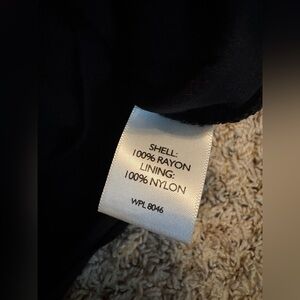 SHELL:
100% RAYON
LINING:
100% NYLON
WPL 8046